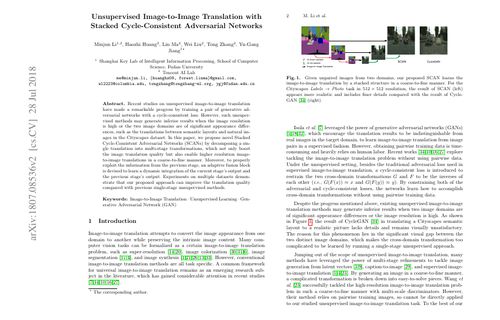 arXiv:1807.08536v2 [cs.CV] 28 Jul 2018
Unsupervised Image-to-Image Translation with
Stacked Cycle-Consistent Adversarial Networks
Minjun Li, Haozhi Huang, Lin Ma, Wei Liu, Tong Zhang, Yu-Gang
Jiang
Shanghai Key Lab of Intelligent Information Processing, School of Computer
Science, Fudan University
Tencent AI Lab
Abstract. Recent studies on unsupervised image-to-image translation
have made a remarkable progress by training a pair of generative adver-
sarial networks with a cycle-consistent loss. However, such unsupervised
methods may generate inferior results when the image resolution
is high or the two image domains are of significant appearance differ-
ences, such as the translations between semantic layouts and natural im-
ages in the Cityscapes dataset. In this paper, we propose novel Stacked
Cycle-Consistent Adversarial Networks (SCANs) by decomposing a sin-
gle translation into multi-stage transformations, which not only boost
the image translation quality but also enable higher resolution image-
to-image translations in a coarse-to-fine manner. Moreover, to properly
exploit the information from the previous stage, an adaptive fusion block
is devised to learn a dynamic integration of the current stage's output and
the previous stage's output. Experiments on multiple datasets demon-
strate that our proposed approach can improve the translation quality
compared with previous single-stage unsupervised methods.
Keywords: Image-to-Image Translation · Unsupervised Learning · Gen-
erative Adversarial Network (GAN)
1 Introduction
Image-to-image translation attempts to convert the image appearance from one
domain to another while preserving the intrinsic image content. Many com-
puter vision tasks can be formalized as a certain image-to-image translation
problem, such as super-resolution, image colorization, image
segmentation, and image synthesis. However, conventional
image-to-image translation methods are all task specific. A common framework
for universal image-to-image translation remains as an emerging research sub-
ject in the literature, which has gained considerable attention in recent studies
The corresponding author.
2 M. Li et al.
Fig. 1. Given unpaired images from two domains, our proposed SCAN learns the
image-to-image translation by a stacked structure in a coarse-to-fine manner. For the
Cityscapes Labels → Photo task in 512 × 512 resolution, the result of SCAN (left)
appears more realistic and includes finer details compared with the result of Cycle-
GAN (right)
Isola et al. leverage the power of generative adversarial networks (GANs)
, which encourage the translation results to be indistinguishable from
real images in the target domain, to learn image-to-image translation from image
pairs in a supervised fashion. However, obtaining pairwise training data is time-
consuming and heavily relies on human labor. Recent works explore
tackling the image-to-image translation problem without using pairwise data.
Under the unsupervised setting, besides the traditional adversarial loss used in
supervised image-to-image translation, a cycle-consistent loss is introduced to
restrain the two cross-domain transformations G and F to be the inverses of
each other (i.e., G(F(x)) ≈ x and F(G(y)) ≈ y). By constraining both of the
adversarial and cycle-consistent losses, the networks learn how to accomplish
cross-domain transformations without using pairwise training data.
Despite the progress mentioned above, existing unsupervised image-to-image
translation methods may generate inferior results when two image domains are
of significant appearance differences or the image resolution is high. As shown
in Figure 1, the result of CycleGAN in translating a Cityscapes semantic
layout to a realistic picture lacks details and remains visually unsatisfactory.
The reason for this phenomenon lies in the significant visual gap between the
two distinct image domains, which makes the cross-domain transformation too
complicated to be learned by running a single-stage unsupervised approach.
Jumping out of the scope of unsupervised image-to-image translation, many
methods have leveraged the power of multi-stage refinements to tackle image
generation from latent vectors, caption-to-image, and supervised image-
to-image translation. By generating an image in a coarse-to-fine manner,
a complicated transformation is broken down into easy-to-solve pieces. Wang et
al. successfully tackled the high-resolution image-to-image translation problem
in such a coarse-to-fine manner with multi-scale discriminators. However,
their method relies on pairwise training images, so cannot be directly applied
to our studied unsupervised image-to-image translation task. To the best of our